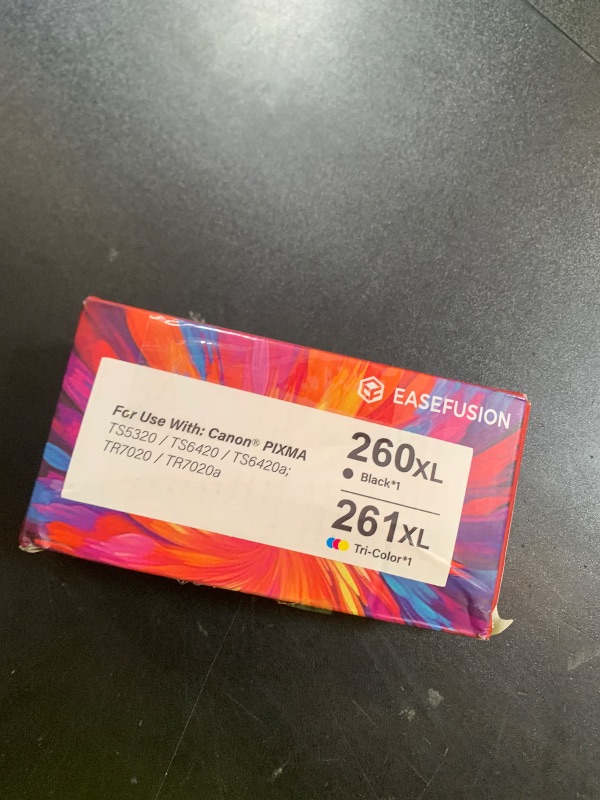 EASEFUSION
For Use With: Canon® PIXMA
TS5320 / TS6420 / TS6420a;
TR7020 / TR7020a
260XL
Black*1
261XL
Tri-Color*1